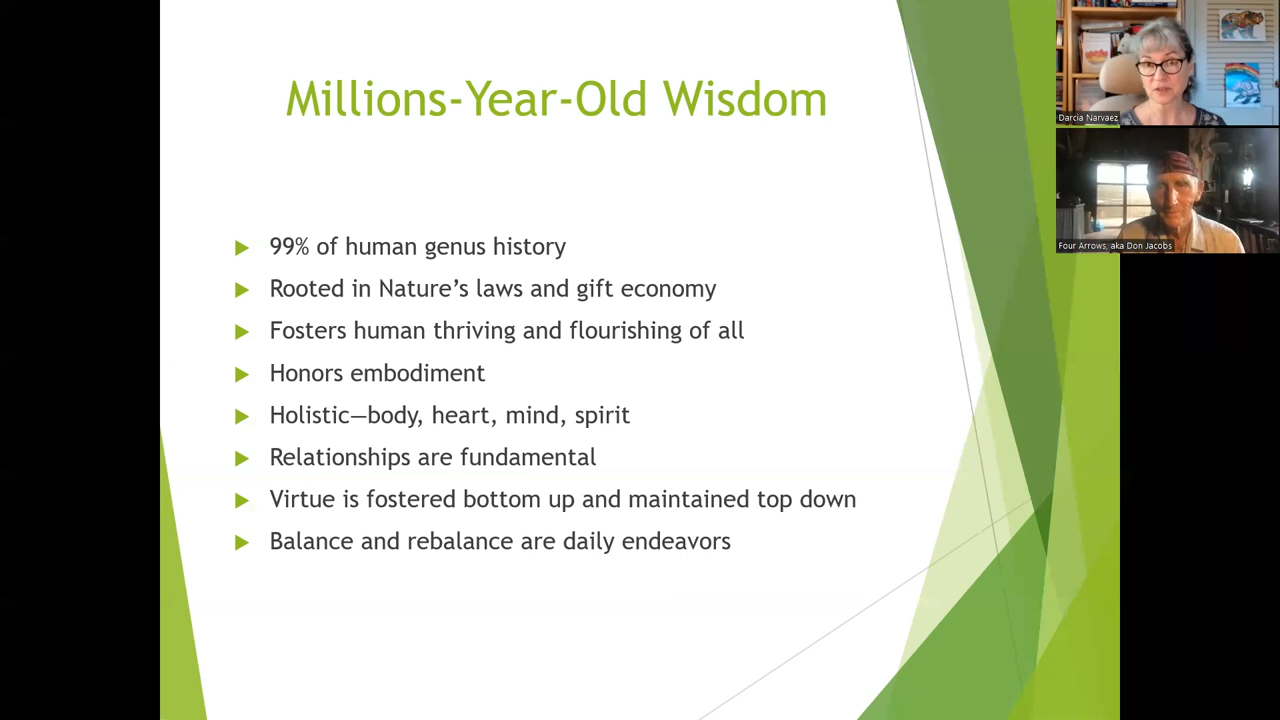 Millions-Year-Old Wisdom
99% of human genus history
Rooted in Nature’s laws and gift economy
Fosters human thriving and flourishing of all
Honors embodiment
Holistic—body, heart, mind, spirit
Relationships are fundamental
Virtue is fostered bottom up and maintained top down
Balance and rebalance are daily endeavors
Darcia Narvaez
Four Arrows, aka Don Jacobs